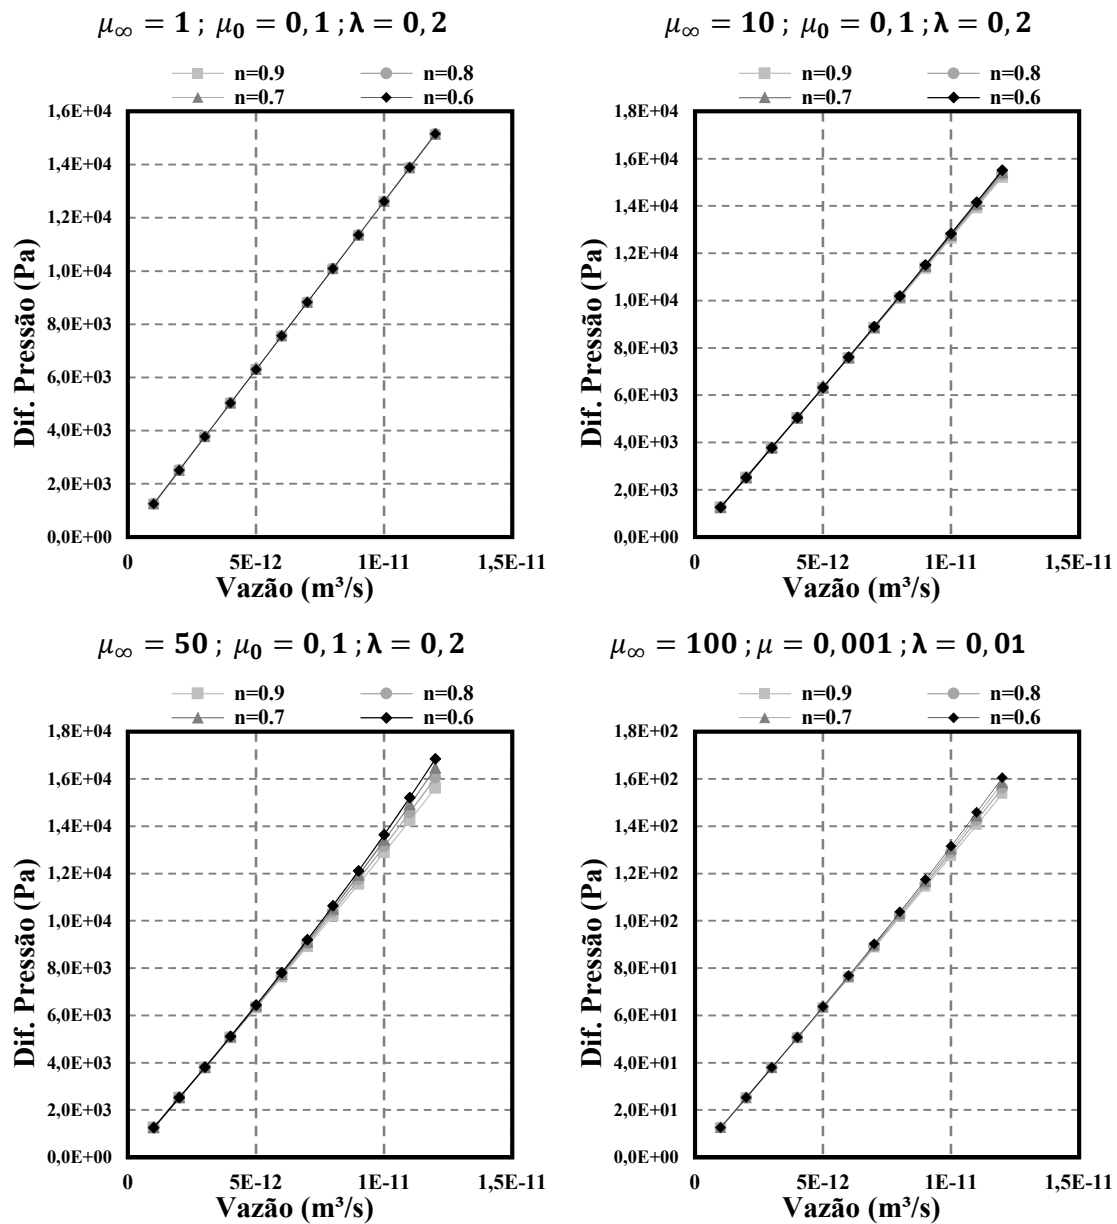 μ∞ = 1 ; μ0 = 0, 1 ; λ = 0, 2
n=0.9 n=0.8
n=0.7 n=0.6
1,6E+04
1,4E+04
1,2E+04
1,0E+04
8,0E+03
6,0E+03
4,0E+03
2,0E+03
0,0E+00
Dif. Pressão (Pa)
0 5E-12 1E-11 1,5E-11
Vazão (m³/s)
μ∞ = 10 ; μ0 = 0, 1 ; λ = 0, 2
n=0.9 n=0.8
n=0.7 n=0.6
1,8E+04
1,6E+04
1,4E+04
1,2E+04
1,0E+04
8,0E+03
6,0E+03
4,0E+03
2,0E+03
0,0E+00
Dif. Pressão (Pa)
0 5E-12 1E-11 1,5E-11
Vazão (m³/s)
μ∞ = 50 ; μ0 = 0, 1 ; λ = 0, 2
n=0.9 n=0.8
n=0.7 n=0.6
1,8E+04
1,6E+04
1,4E+04
1,2E+04
1,0E+04
8,0E+03
6,0E+03
4,0E+03
2,0E+03
0,0E+00
Dif. Pressão (Pa)
0 5E-12 1E-11 1,5E-11
Vazão (m³/s)
μ∞ = 100 ; μ = 0, 001 ; λ = 0, 01
n=0.9 n=0.8
n=0.7 n=0.6
1,8E+02
1,6E+02
1,4E+02
1,2E+02
1,0E+02
8,0E+01
6,0E+01
4,0E+01
2,0E+01
0,0E+00
Dif. Pressão (Pa)
0 5E-12 1E-11 1,5E-11
Vazão (m³/s)